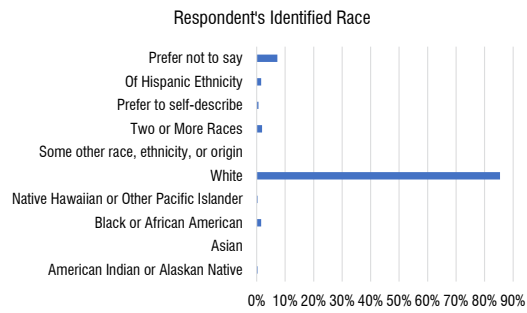 Respondent's Identified Race
Prefer not to say
Of Hispanic Ethnicity
Prefer to self-describe
Two or More Races
Some other race, ethnicity, or origin
White
Native Hawaiian or Other Pacific Islander
Black or African American
Asian
American Indian or Alaskan Native
0% 10% 20% 30% 40% 50% 60% 70% 80% 90%